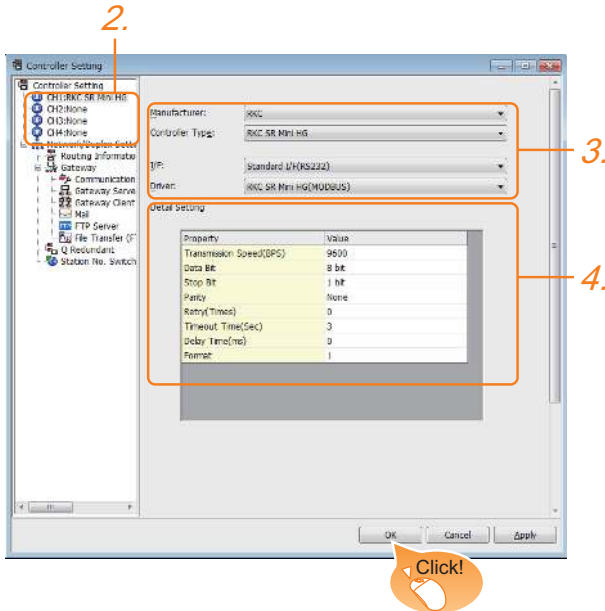 2.
Controller Setting
Controller Setting
CH1:RKC SR Mini HG
CH2:None
CH3:None
CH4:None
Network/Duplex Setti
Routing Informatio
Gateway
Communication
Gateway Serve
Gateway Client
Mail
FTP Server
File Transfer (F
Q Redundant
Station No. Switch
Manufacturer: RKC
Controller Type: RKC SR Mini HG
I/F: Standard I/F(RS232)
Driver: RKC SR Mini HG(MODBUS)
3.
Detail Setting
Property Value
Transmission Speed(BPS) 9600
Data Bit 8 bit
Stop Bit 1 bit
Parity None
Retry(Times) 0
Timeout Time(Sec) 3
Delay Time(ms) 0
Format 1
4.
OK Cancel Apply
Click!